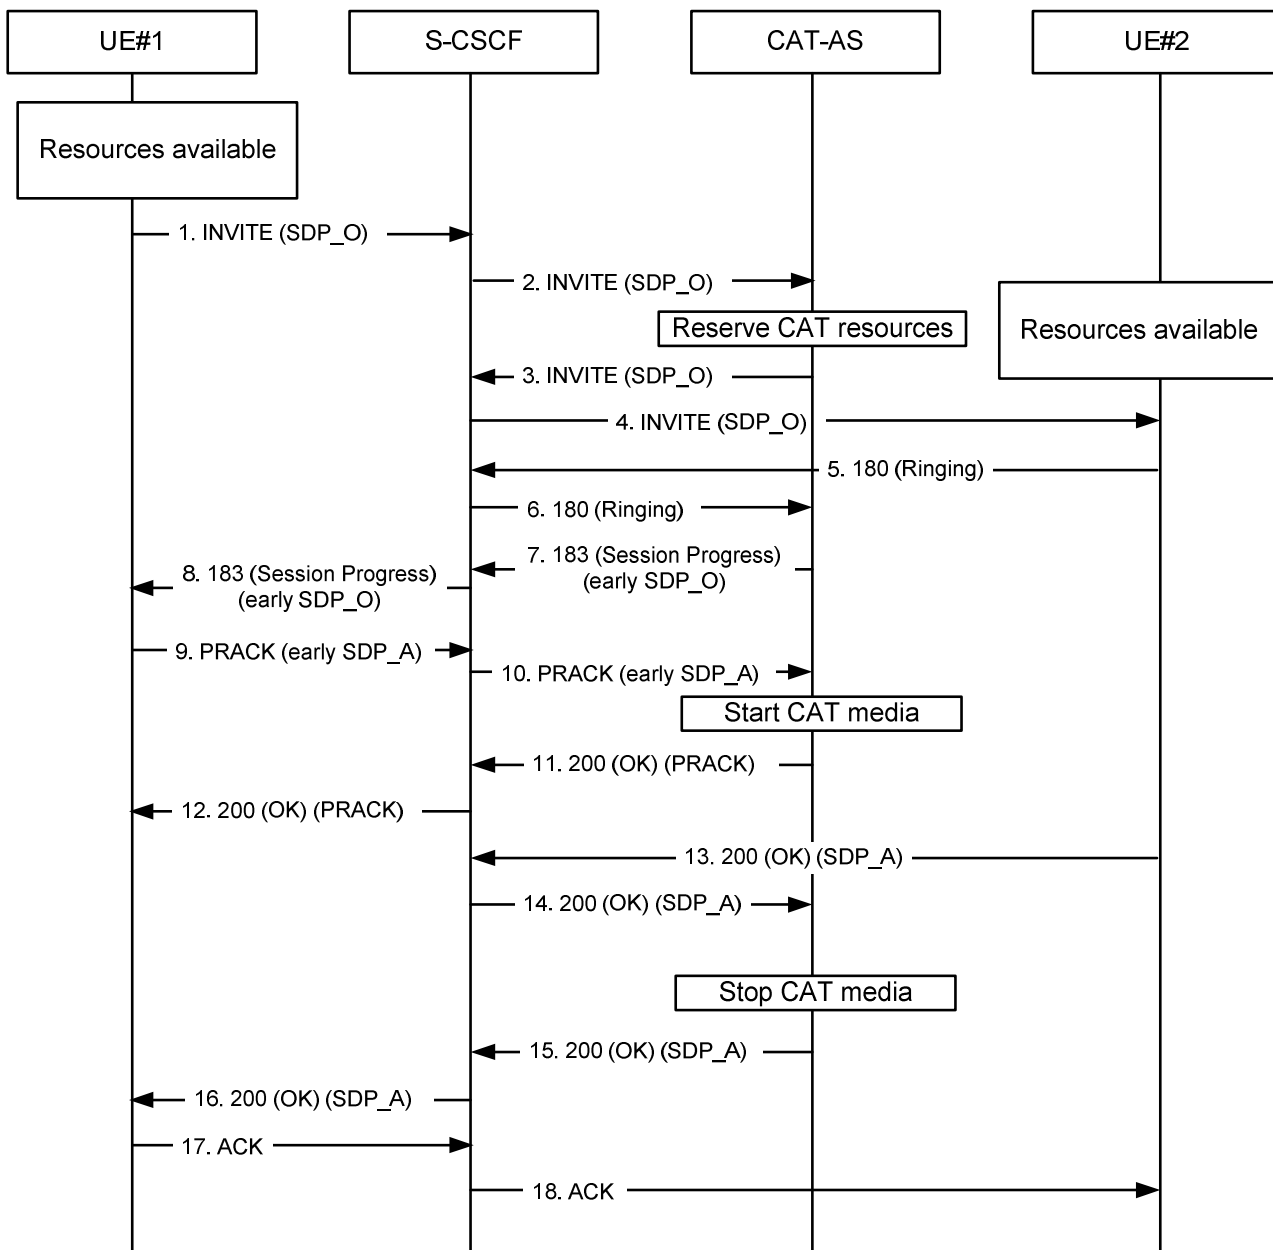 UE#1
S-CSCF
CAT-AS
UE#2
Resources available
1. INVITE (SDP_O)
2. INVITE (SDP_O)
Reserve CAT resources
Resources available
3. INVITE (SDP_O)
4. INVITE (SDP_O)
5. 180 (Ringing)
6. 180 (Ringing)
7. 183 (Session Progress)
(early SDP_O)
8. 183 (Session Progress)
(early SDP_O)
9. PRACK (early SDP_A)
10. PRACK (early SDP_A)
Start CAT media
11. 200 (OK) (PRACK)
12. 200 (OK) (PRACK)
13. 200 (OK) (SDP_A)
14. 200 (OK) (SDP_A)
Stop CAT media
15. 200 (OK) (SDP_A)
16. 200 (OK) (SDP_A)
17. ACK
18. ACK